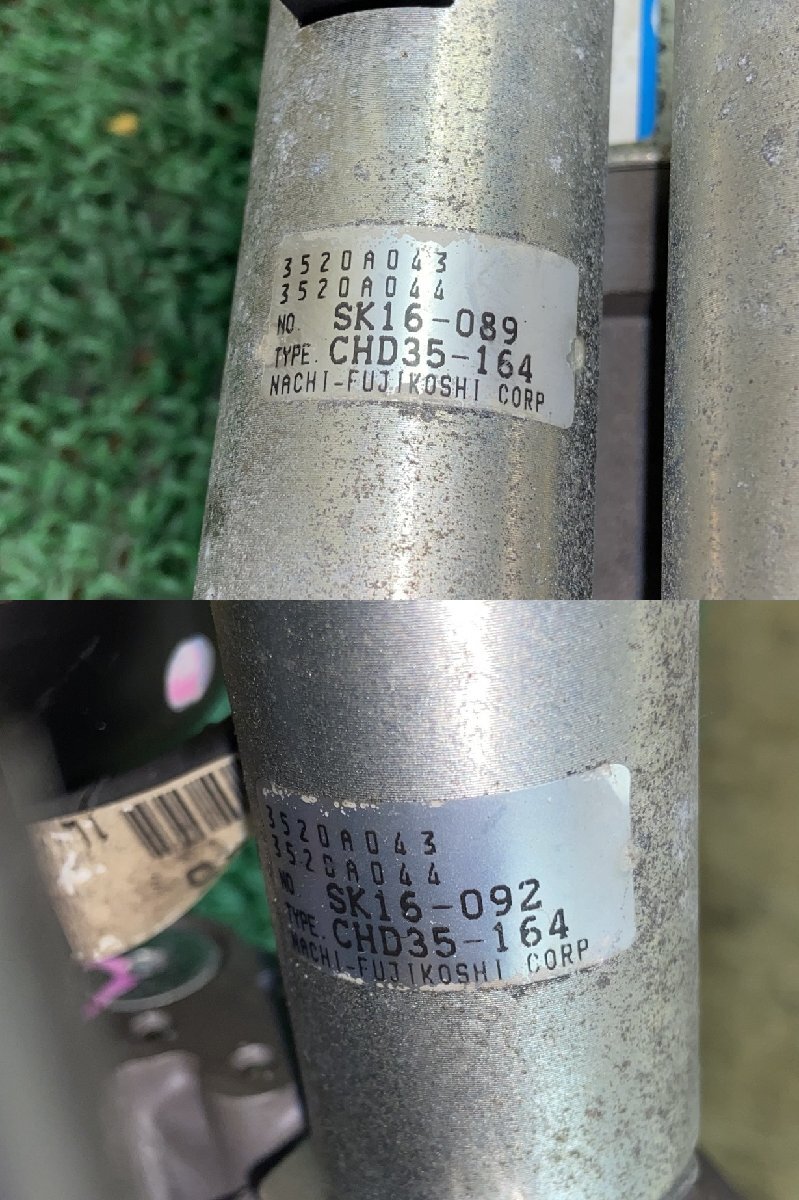 3520A043
3520A044
NO. SK16-089
TYPE. CHD35-164
NACHI-FUJIKOSHI CORP
3520A043
3520A044
NO SK16-092
TYPE. CHD35-164
NACHI-FUJIKOSHI CORP